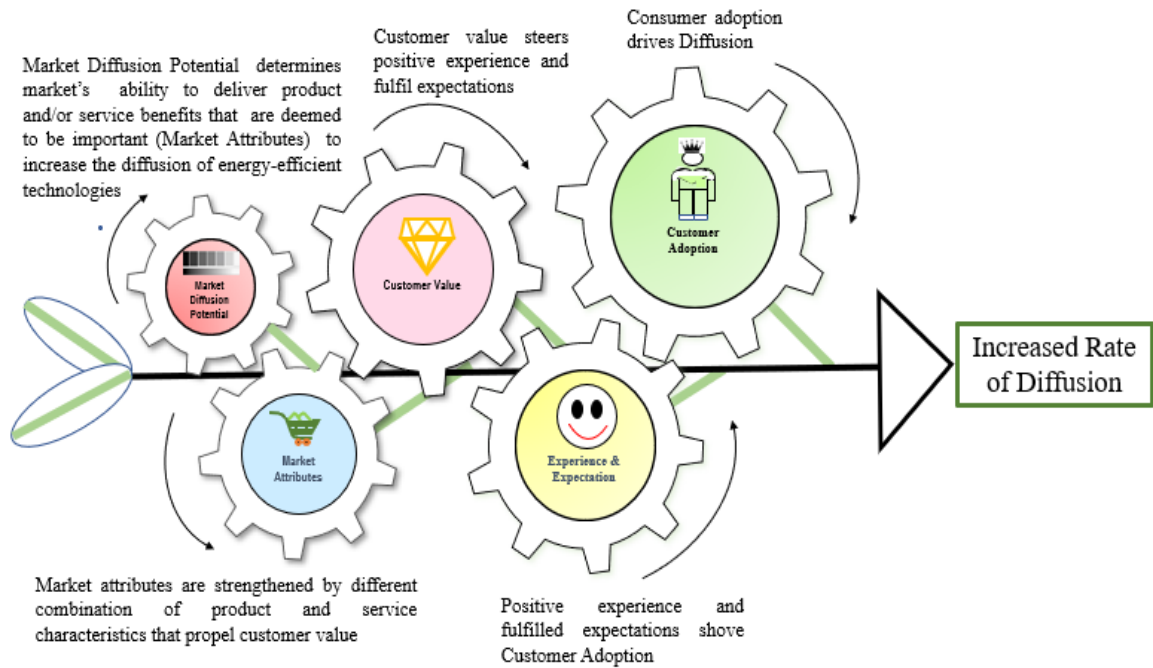 Market Diffusion Potential determines
market's ability to deliver product
and/or service benefits that are deemed
to be important (Market Attributes) to
increase the diffusion of energy-efficient
technologies
Customer value steers
positive experience and
fulfil expectations
Consumer adoption
drives Diffusion
Market
Diffusion
Potential
Customer Value
Customer
Adoption
Market
Attributes
Experience &
Expectation
Increased Rate
of Diffusion
Market attributes are strengthened by different
combination of product and service
characteristics that propel customer value
Positive experience and
fulfilled expectations shove
Customer Adoption